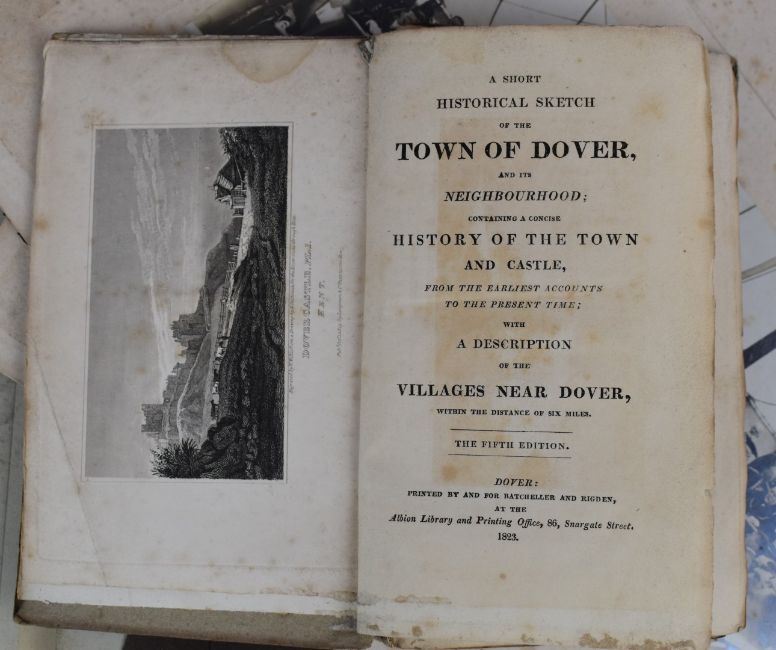 DOVER CASTLE, Pl.2.
KENT.
A SHORT
HISTORICAL SKETCH
OF THE
TOWN OF DOVER,
AND ITS
NEIGHBOURHOOD;
CONTAINING A CONCISE
HISTORY OF THE TOWN
AND CASTLE,
FROM THE EARLIEST ACCOUNTS
TO THE PRESENT TIME;
WITH
A DESCRIPTION
OF THE
VILLAGES NEAR DOVER,
WITHIN THE DISTANCE OF SIX MILES.
THE FIFTH EDITION.
DOVER:
PRINTED BY AND FOR BATCHELLER AND RIGDEN,
AT THE
Albion Library and Printing Office, 86, Snargate Street.
1823.